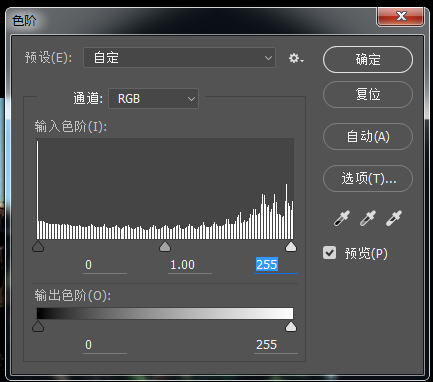 色阶
预设(E): 自定
确定
复位
通道: RGB
输入色阶(I):
自动(A)
选项(T)...
预览(P)
0 1.00 255
输出色阶(O):
0 255